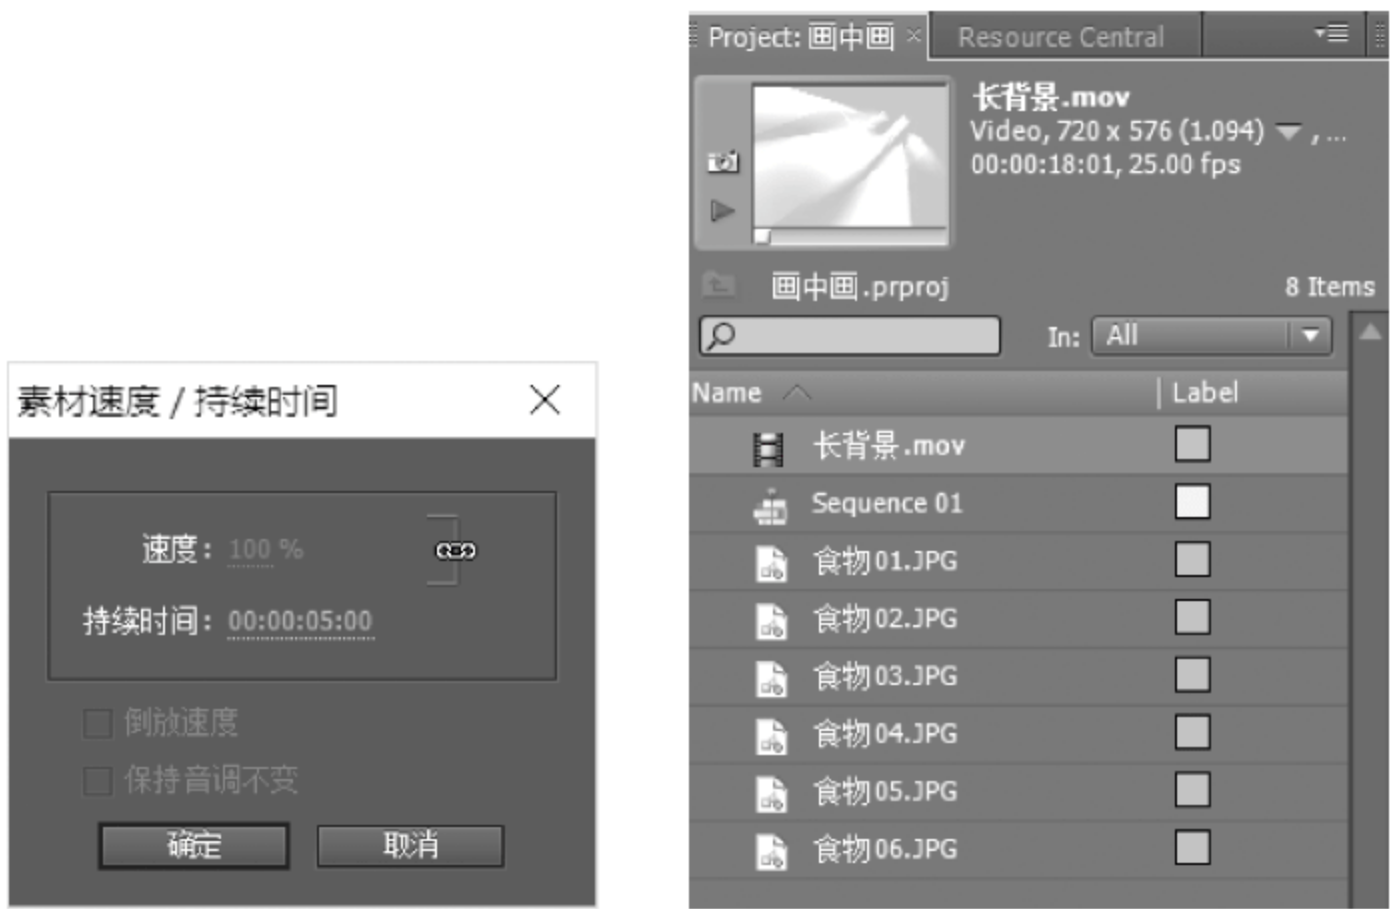 素材速度 / 持续时间
速度: 100 %
持续时间: 00:00:05:00
倒放速度
保持音调不变
确定
取消
Project: 画中画 ×
Resource Central
长背景.mov
Video, 720 x 576 (1.094) , ...
00:00:18:01, 25.00 fps
画中画.prproj
8 Items
In: All
Name
Label
长背景.mov
Sequence 01
食物01.JPG
食物02.JPG
食物03.JPG
食物04.JPG
食物05.JPG
食物06.JPG